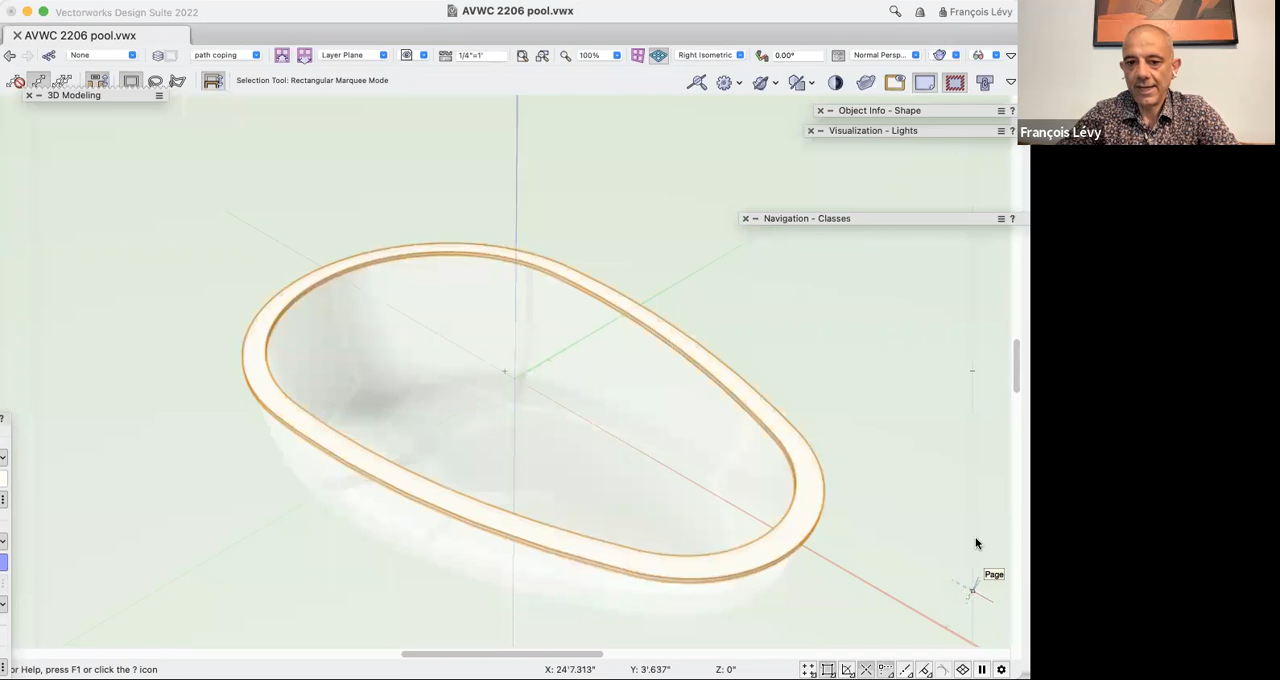 Vectorworks Design Suite 2022
AVWC 2206 pool.vwx
François Lévy
AVWC 2206 pool.vwx
None
path coping
Layer Plane
1/4"=1'
100%
Right Isometric
0.00°
Normal Persp...
Selection Tool: Rectangular Marquee Mode
3D Modeling
Object Info - Shape
?
Visualization - Lights
?
François Lévy
Navigation - Classes
?
?
Page
or Help, press F1 or click the ? icon
X: 24'7.313"
Y: 3'.637"
Z: 0"